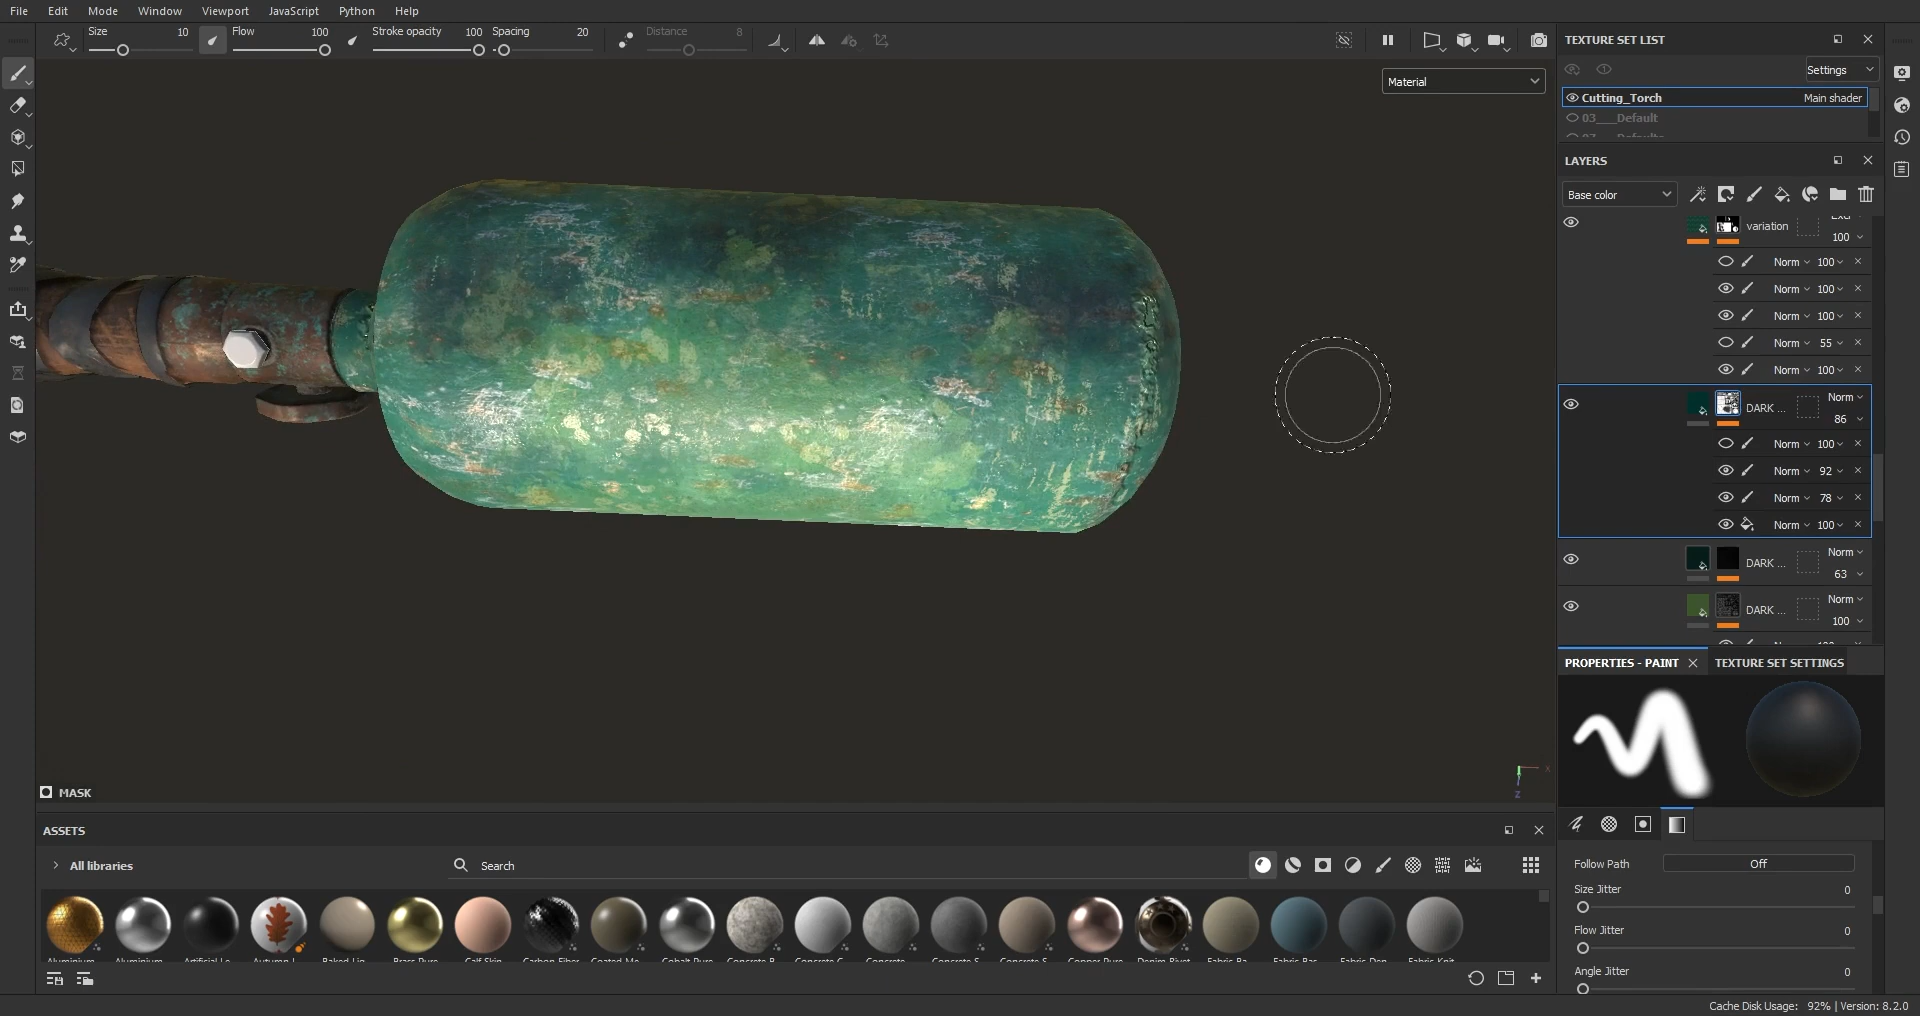 File Edit Mode Window Viewport JavaScript Python Help
Size 10 Flow 100 Stroke opacity 100 Spacing 20 Distance 8
Material
MASK
TEXTURE SET LIST
Settings
Cutting_Torch Main shader
03___Default
LAYERS
Base color
variation 100
Norm 100
Norm 100
Norm 100
Norm 55
Norm 100
Norm
DARK ...
86
Norm 100
Norm 92
Norm 78
Norm 100
Norm
DARK ...
63
Norm
DARK ...
100
PROPERTIES - PAINT TEXTURE SET SETTINGS
Follow Path Off
Size Jitter 0
Flow Jitter 0
Angle Jitter 0
ASSETS
All libraries Search
Cache Disk Usage: 92% | Version: 8.2.0